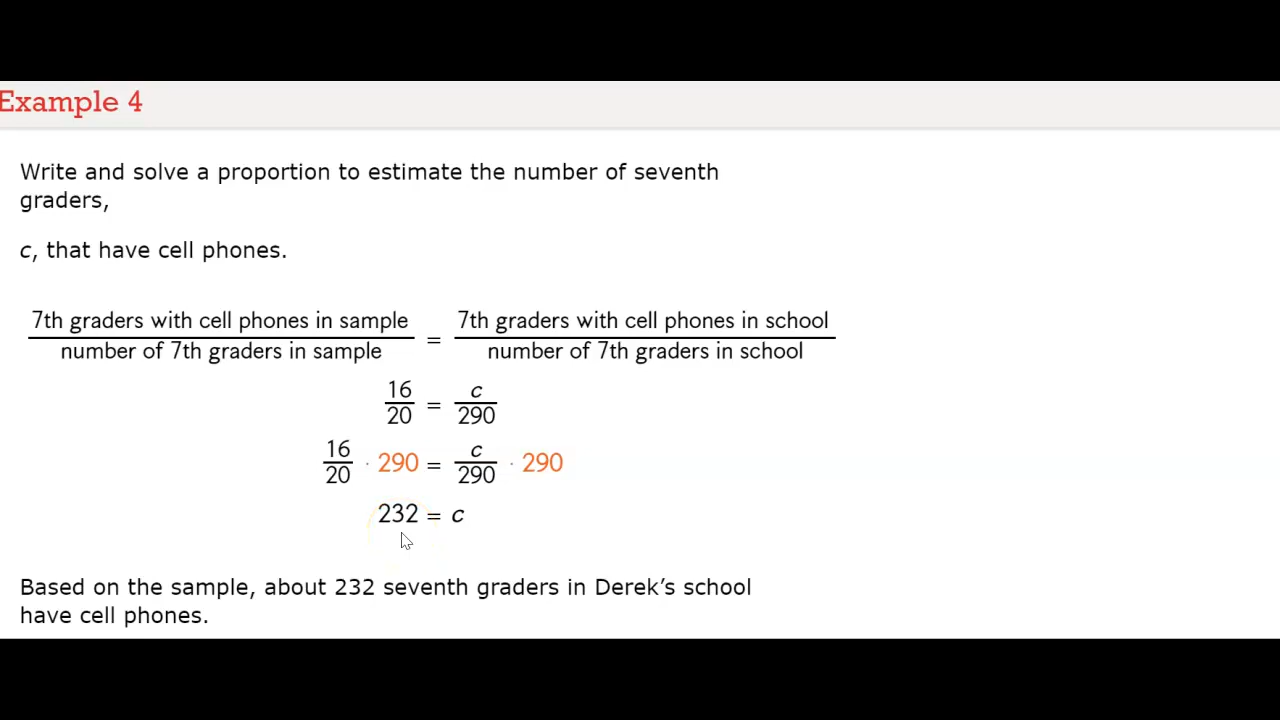 Example 4
Write and solve a proportion to estimate the number of seventh
graders,
c, that have cell phones.
7th graders with cell phones in sample / number of 7th graders in sample = 7th graders with cell phones in school / number of 7th graders in school
16/20 = c/290
16/20 · 290 = c/290 · 290
232 = c
Based on the sample, about 232 seventh graders in Derek’s school
have cell phones.